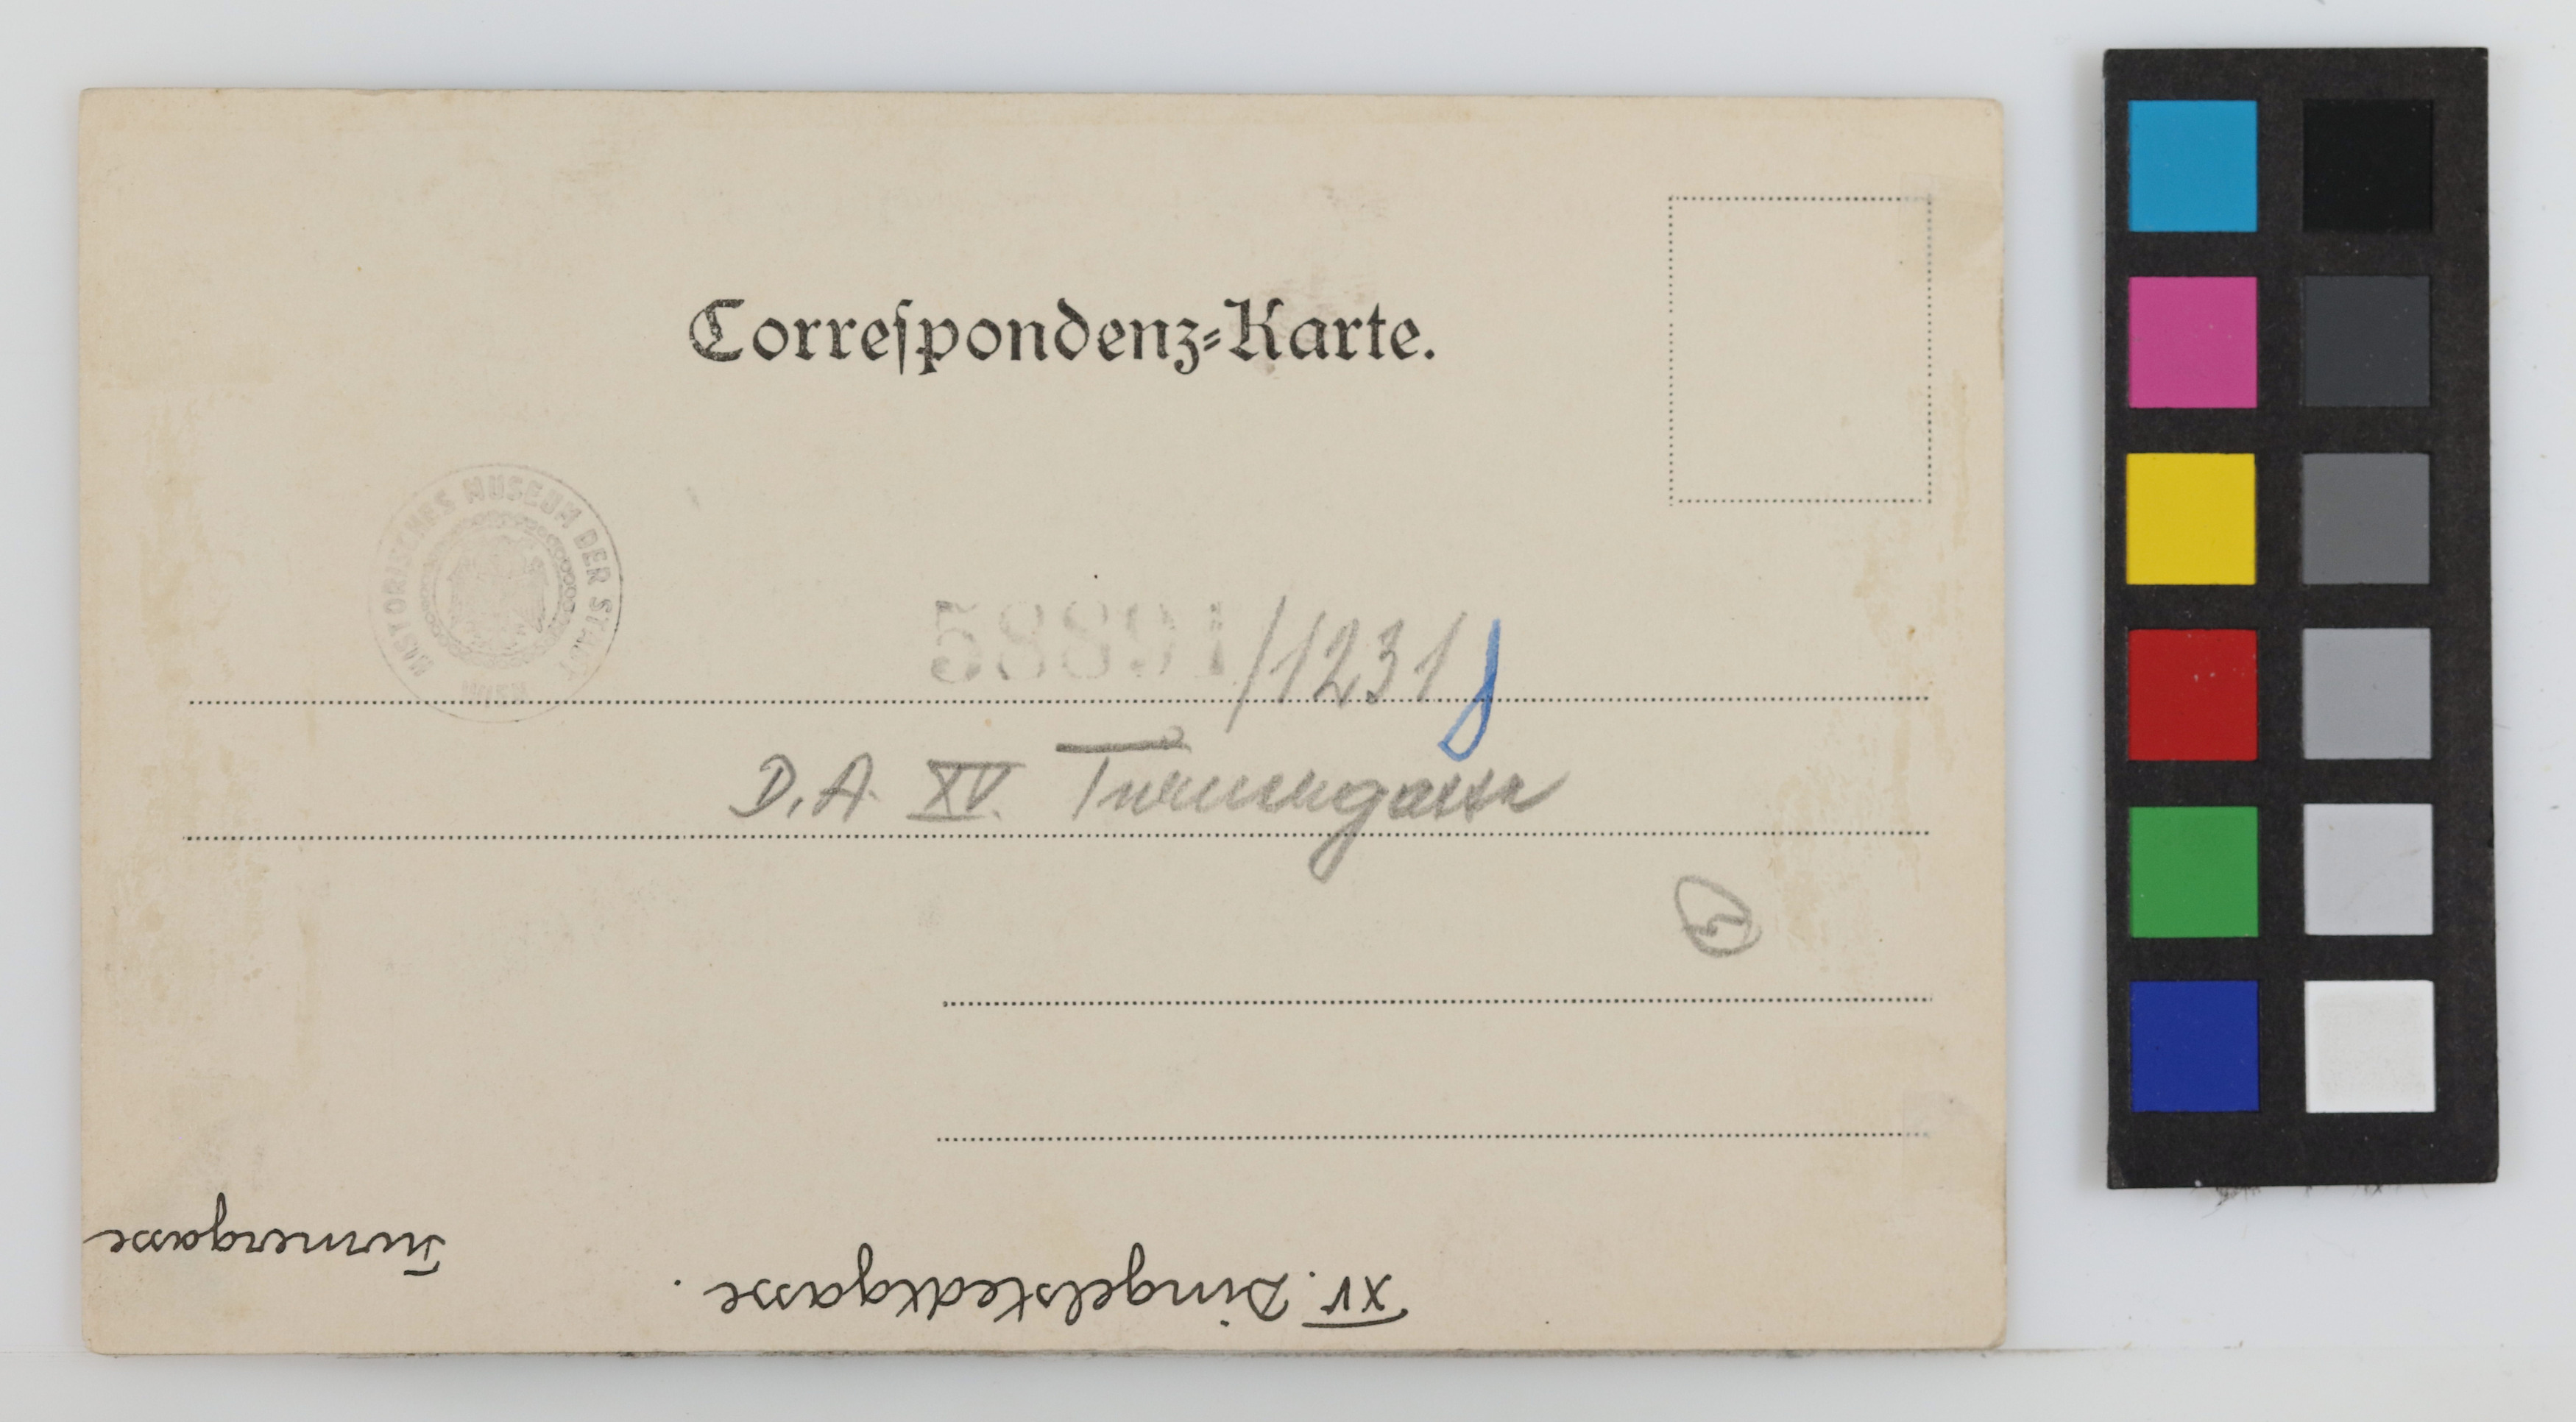 Correspondenz-Karte.
HISTORISCHES MUSEUM DER STADT WIEN
58891/1231
D.A. XV. Turnergasse
XV. Dingelstedtgasse.
Turnergasse